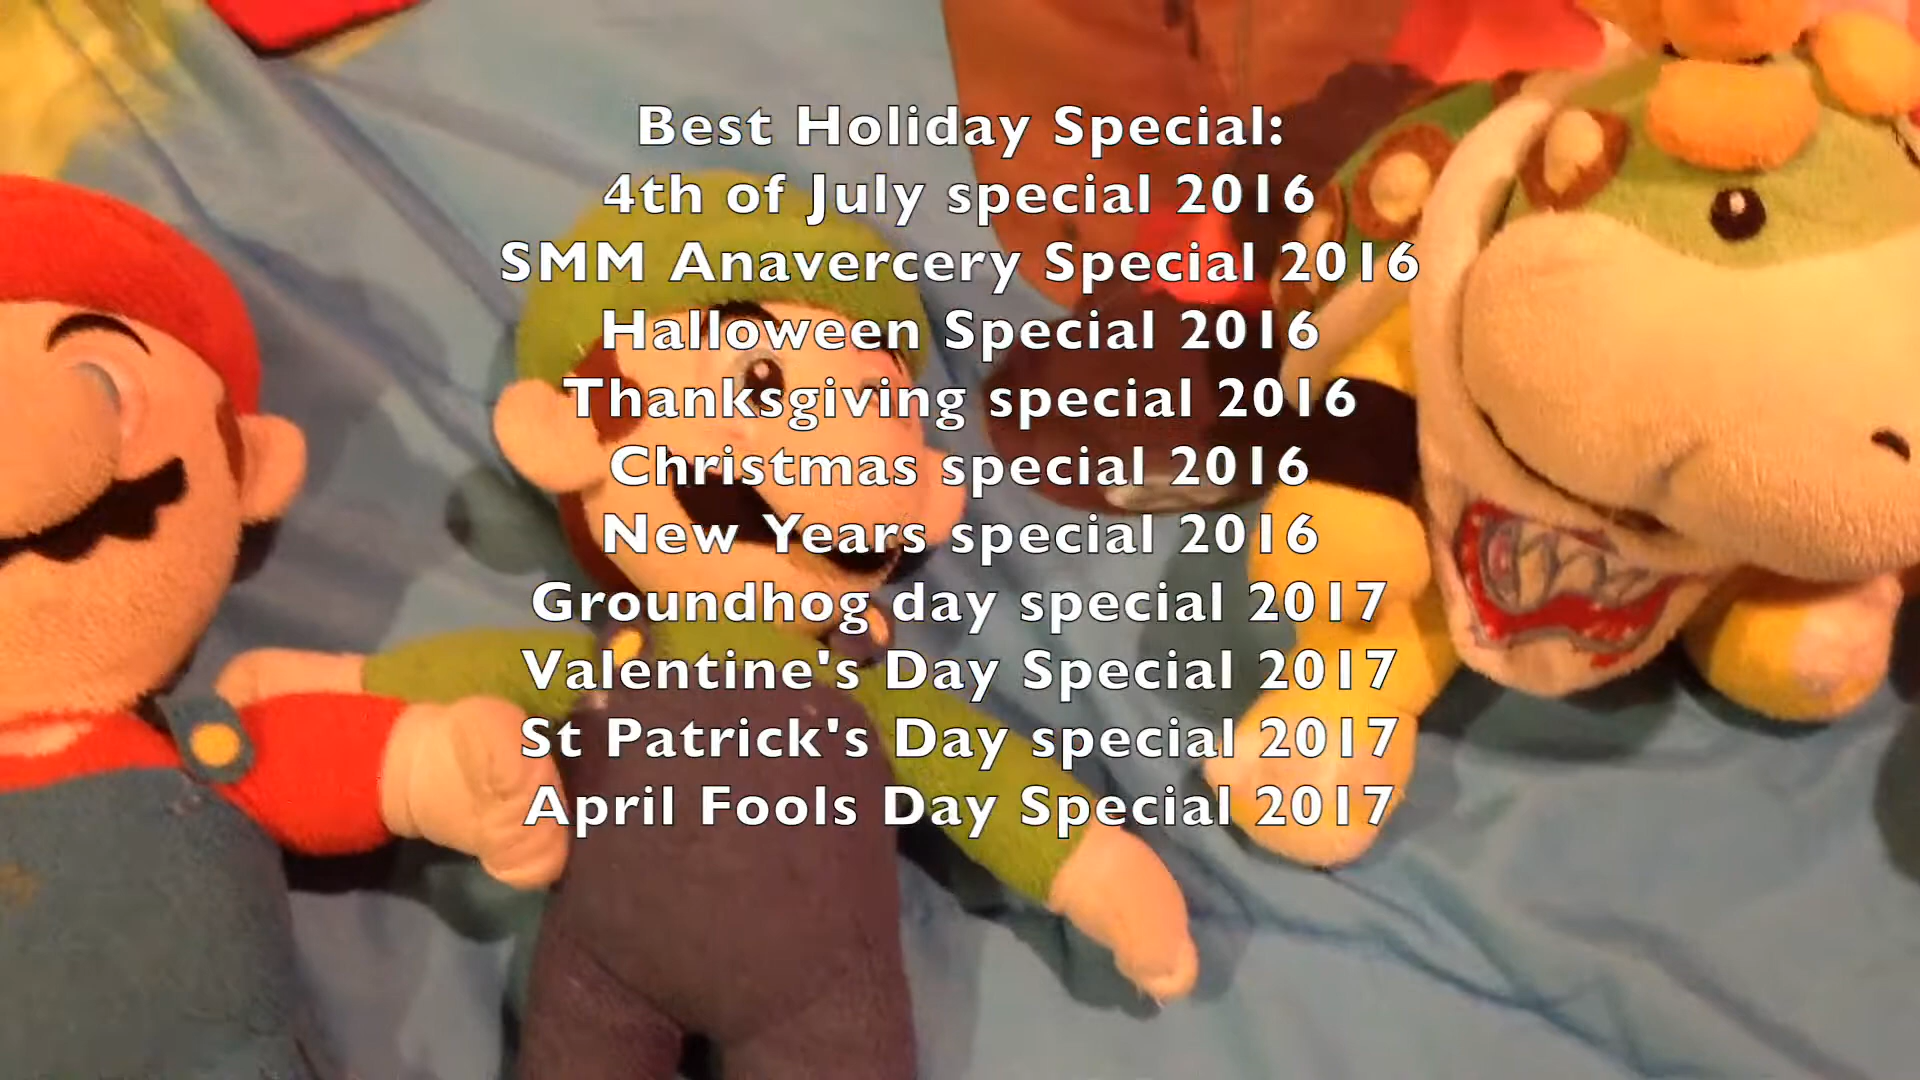 Best Holiday Special:
4th of July special 2016
SMM Anavercery Special 2016
Halloween Special 2016
Thanksgiving special 2016
Christmas special 2016
New Years special 2016
Groundhog day special 2017
Valentine's Day Special 2017
St Patrick's Day special 2017
April Fools Day Special 2017